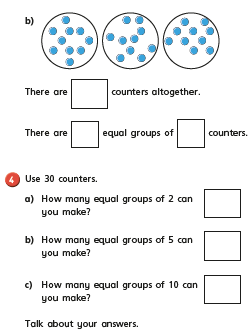 b)
There are counters altogether.
There are equal groups of counters.
4 Use 30 counters.
a) How many equal groups of 2 can
you make?
b) How many equal groups of 5 can
you make?
c) How many equal groups of 10 can
you make?
Talk about your answers.